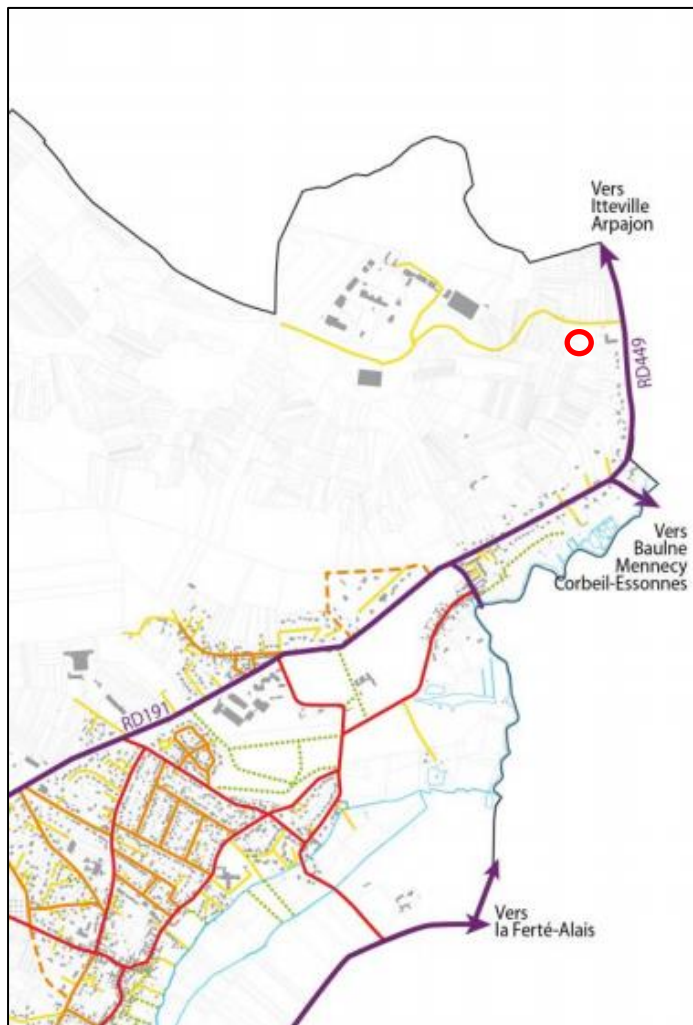 Vers
Itteville
Arpajon
RD449
Vers
Baulne
Mennecy
Corbeil-Essonnes
RD191
Vers
la Ferté-Alais